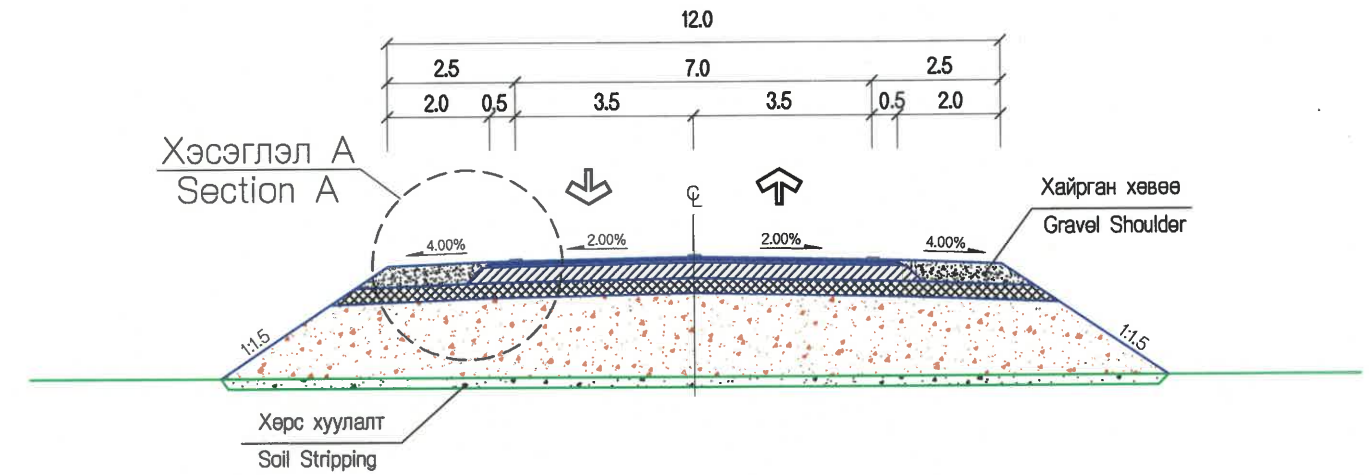 12.0
2.5 7.0 2.5
2.0 0,5 3.5 3.5 0.5 2.0
Хэсэглэл А
Section A
℄
Хайрган хөвөө
Gravel Shoulder
4.00% 2.00% 2.00% 4.00%
1:1.5 1:1.5
Хөрс хуулалт
Soil Stripping